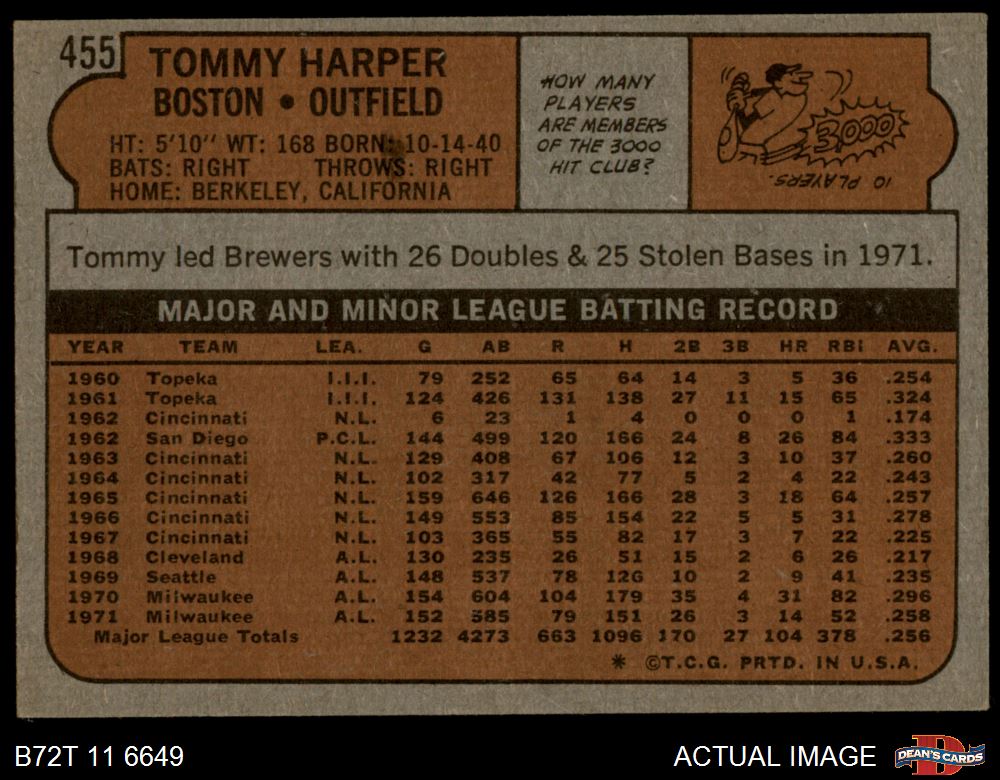 455
TOMMY HARPER
BOSTON • OUTFIELD
HT: 5'10" WT: 168 BORN: 10-14-40
BATS: RIGHT THROWS: RIGHT
HOME: BERKELEY, CALIFORNIA
HOW MANY
PLAYERS
ARE MEMBERS
OF THE 3000
HIT CLUB?
3,000
10 PLAYERS.
Tommy led Brewers with 26 Doubles & 25 Stolen Bases in 1971.
MAJOR AND MINOR LEAGUE BATTING RECORD
YEAR TEAM LEA. G AB R H 2B 3B HR RBI AVG.
1960 Topeka I.I.I. 79 252 65 64 14 3 5 36 .254
1961 Topeka I.I.I. 124 426 131 138 27 11 15 65 .324
1962 Cincinnati N.L. 6 23 1 4 0 0 0 1 .174
1962 San Diego P.C.L. 144 499 120 166 24 8 26 84 .333
1963 Cincinnati N.L. 129 408 67 106 12 3 10 37 .260
1964 Cincinnati N.L. 102 317 42 77 5 2 4 22 .243
1965 Cincinnati N.L. 159 646 126 166 28 3 18 64 .257
1966 Cincinnati N.L. 149 553 85 154 22 5 5 31 .278
1967 Cincinnati N.L. 103 365 55 82 17 3 7 22 .225
1968 Cleveland A.L. 130 235 26 51 15 2 6 26 .217
1969 Seattle A.L. 148 537 78 126 10 2 9 41 .235
1970 Milwaukee A.L. 154 604 104 179 35 4 31 82 .296
1971 Milwaukee A.L. 152 585 79 151 26 3 14 52 .258
Major League Totals 1232 4273 663 1096 170 27 104 378 .256
* ©T.C.G. PRTD. IN U.S.A.
B72T 11 6649
ACTUAL IMAGE
D
DEAN'S CARDS